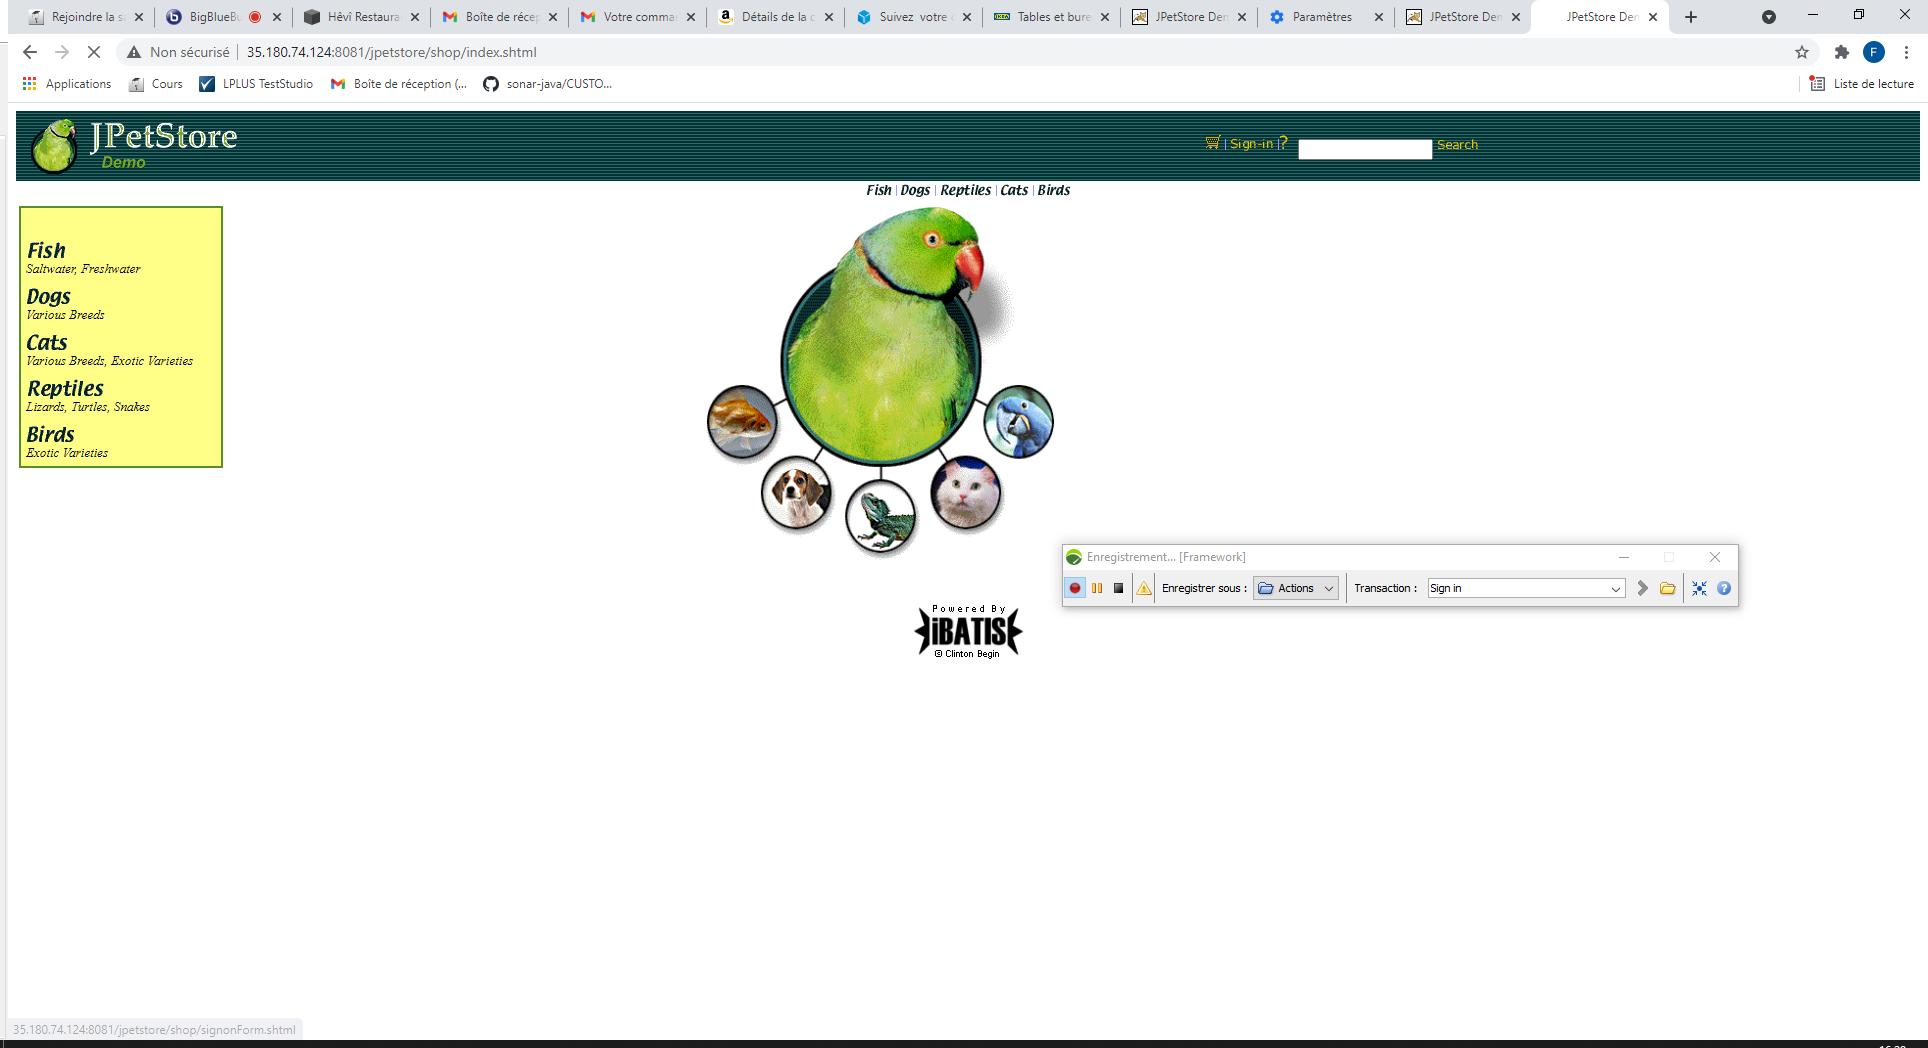 Rejoindre la sa
BigBlueBu
Hêvî Restaura
Boîte de récep
Votre comman
Détails de la c
Suivez votre c
Tables et bure
JPetStore Dem
Paramètres
JPetStore Dem
JPetStore Dem
Non sécurisé
35.180.74.124:8081/jpetstore/shop/index.shtml
F
Applications
Cours
LPLUS TestStudio
Boîte de réception (...
sonar-java/CUSTO...
Liste de lecture
JPetStore
Demo
| Sign-in |?
Search
Fish | Dogs | Reptiles | Cats | Birds
Fish
Saltwater, Freshwater
Dogs
Various Breeds
Cats
Various Breeds, Exotic Varieties
Reptiles
Lizards, Turtles, Snakes
Birds
Exotic Varieties
Enregistrement... [Framework]
Enregistrer sous : Actions Transaction : Sign in
Powered By
iBATIS
© Clinton Begin
35.180.74.124:8081/jpetstore/shop/signonForm.shtml